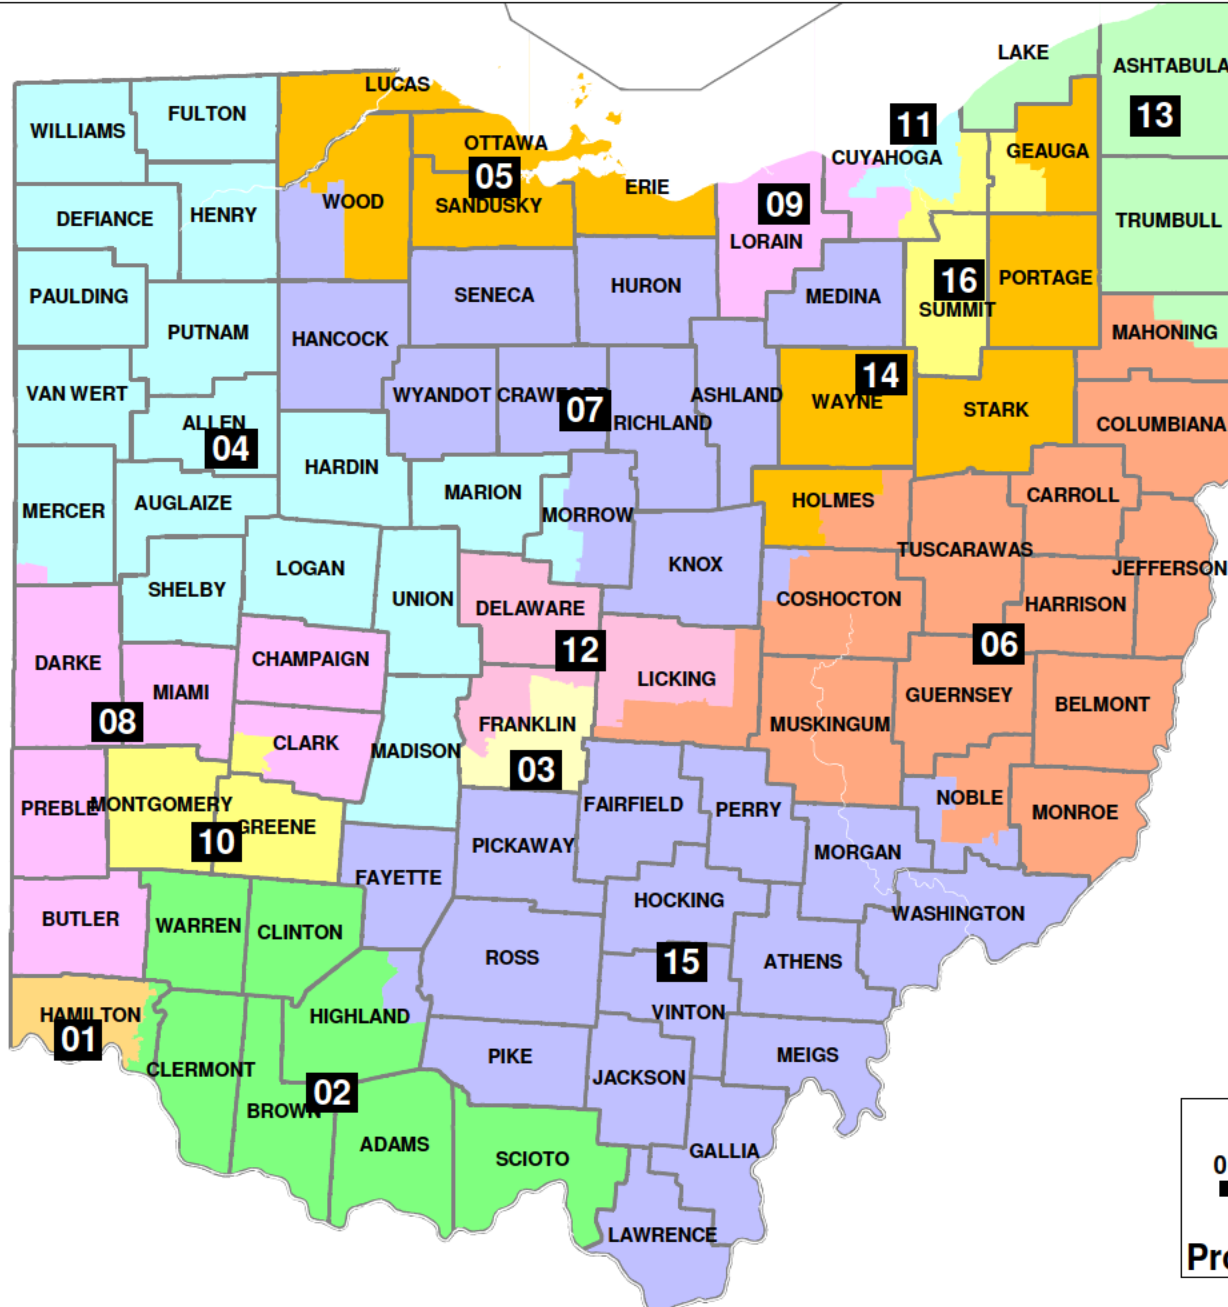 LAKE
ASHTABULA
LUCAS
FULTON
13
WILLIAMS
11
OTTAWA
CUYAHOGA
GEAUGA
05
ERIE
WOOD
SANDUSKY
09
HENRY
DEFIANCE
TRUMBULL
LORAIN
PAULDING
SENECA
HURON
MEDINA
16
PORTAGE
SUMMIT
PUTNAM
HANCOCK
MAHONING
VAN WERT
WYANDOT
CRAWFORD
07
ASHLAND
14
WAYNE
STARK
ALLEN
04
RICHLAND
COLUMBIANA
HARDIN
MARION
MERCER
AUGLAIZE
MORROW
HOLMES
CARROLL
TUSCARAWAS
LOGAN
KNOX
JEFFERSON
SHELBY
UNION
DELAWARE
COSHOCTON
HARRISON
12
06
DARKE
CHAMPAIGN
MIAMI
LICKING
GUERNSEY
BELMONT
08
CLARK
FRANKLIN
MUSKINGUM
MADISON
03
PREBLE
MONTGOMERY
10
GREENE
FAIRFIELD
PERRY
NOBLE
MONROE
PICKAWAY
MORGAN
FAYETTE
HOCKING
BUTLER
WARREN
CLINTON
WASHINGTON
ROSS
15
ATHENS
HAMILTON
01
HIGHLAND
VINTON
CLERMONT
PIKE
JACKSON
MEIGS
02
BROWN
ADAMS
SCIOTO
GALLIA
0
LAWRENCE